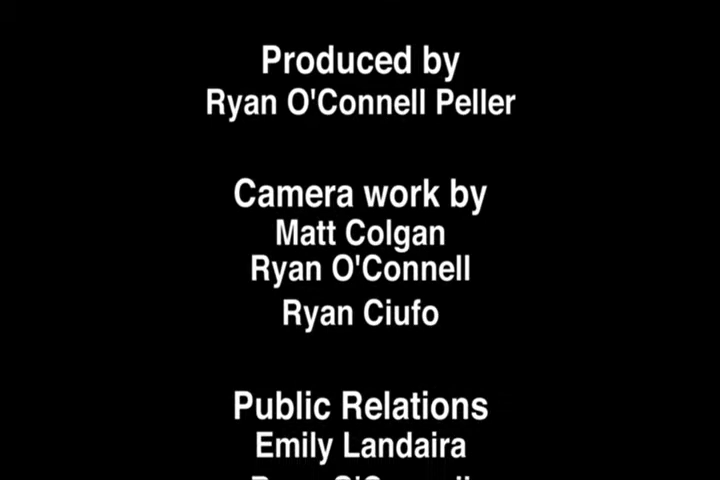 Produced by
Ryan O'Connell Peller
Camera work by
Matt Colgan
Ryan O'Connell
Ryan Ciufo
Public Relations
Emily Landaira